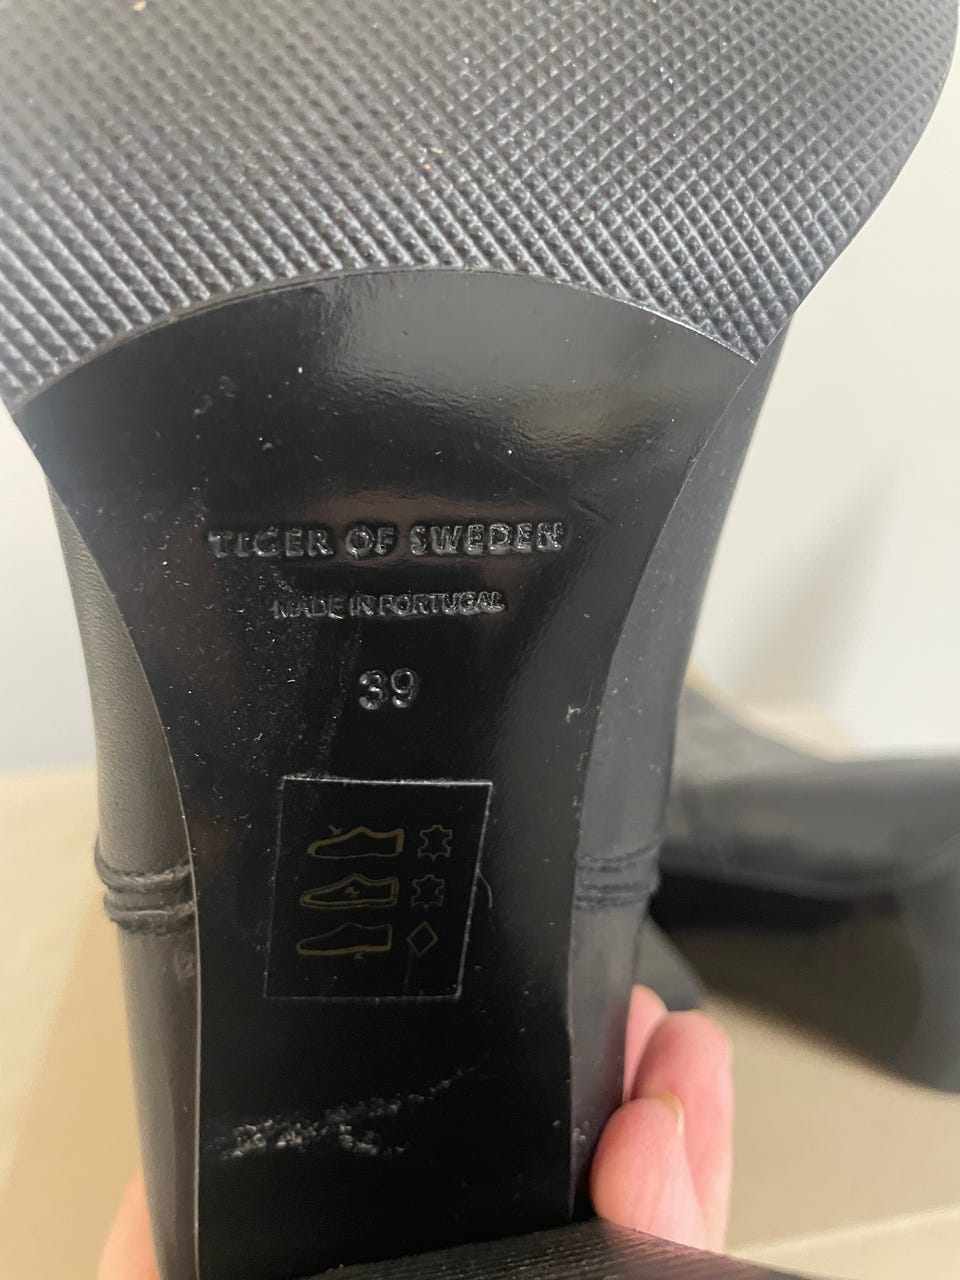 TIGER OF SWEDEN
MADE IN PORTUGAL
39